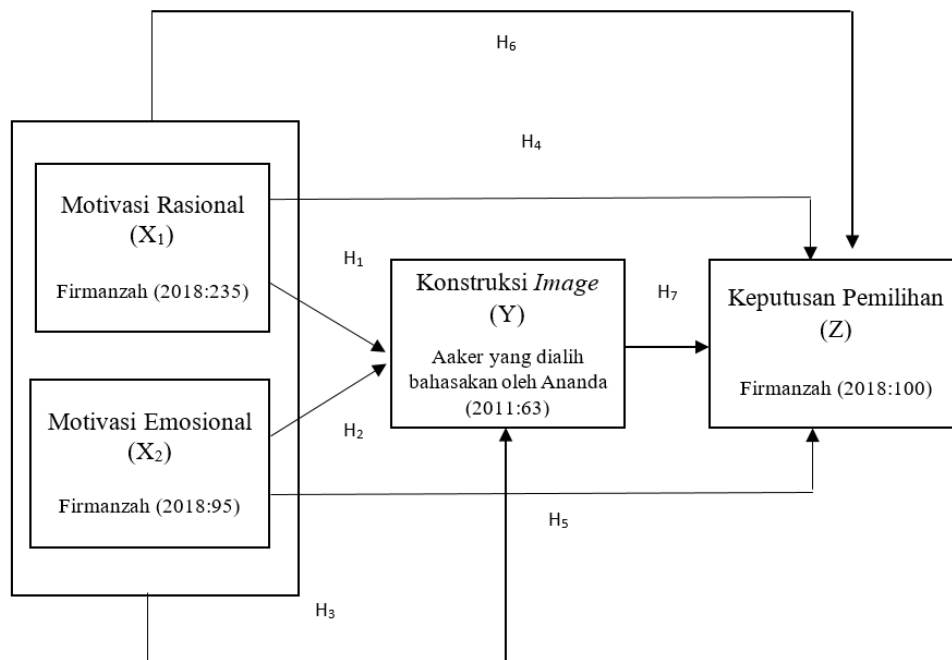 H₆
H₄
Motivasi Rasional
(X₁)
Firmanzah (2018:235)
H₁
Konstruksi Image
(Y)
Aaker yang dialih
bahasakan oleh Ananda
(2011:63)
H₇
Keputusan Pemilihan
(Z)
Firmanzah (2018:100)
Motivasi Emosional
(X₂)
Firmanzah (2018:95)
H₂
H₅
H₃